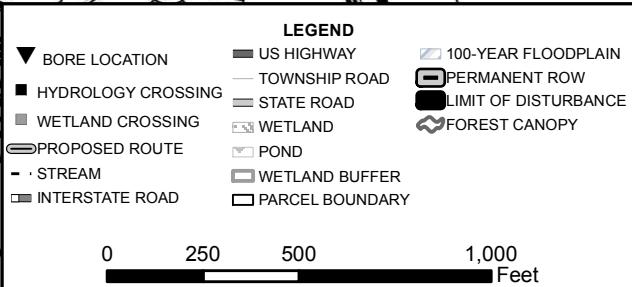 LEGEND
BORE LOCATION
HYDROLOGY CROSSING
WETLAND CROSSING
PROPOSED ROUTE
STREAM
INTERSTATE ROAD
US HIGHWAY
TOWNSHIP ROAD
STATE ROAD
WETLAND
POND
WETLAND BUFFER
PARCEL BOUNDARY
100-YEAR FLOODPLAIN
PERMANENT ROW
LIMIT OF DISTURBANCE
FOREST CANOPY
0 250 500 1,000
Feet